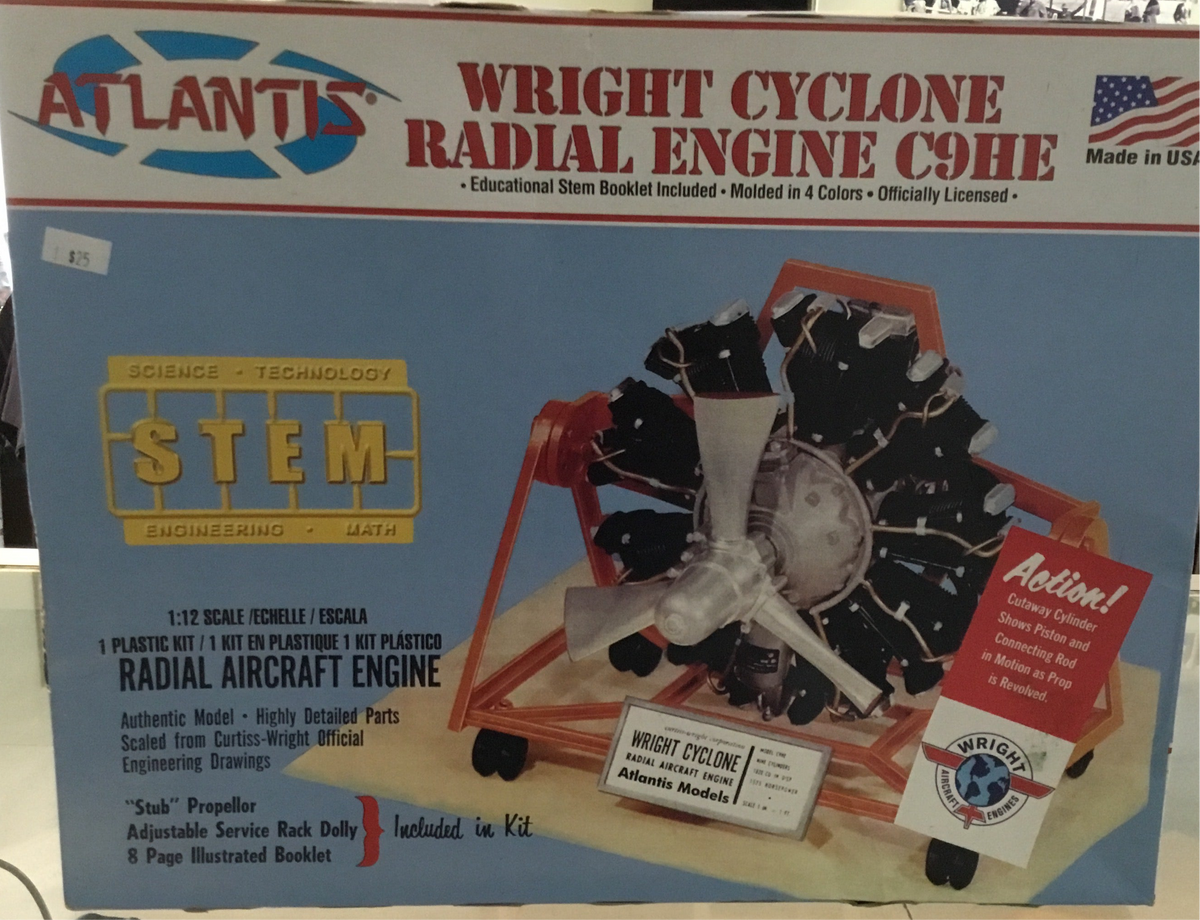 ATLANTIS
WRIGHT CYCLONE
RADIAL ENGINE C9HE
• Educational Stem Booklet Included • Molded in 4 Colors • Officially Licensed •
Made in USA
$25
SCIENCE • TECHNOLOGY
STEM
ENGINEERING • MATH
1:12 SCALE /ECHELLE / ESCALA
1 PLASTIC KIT / 1 KIT EN PLASTIQUE 1 KIT PLÁSTICO
RADIAL AIRCRAFT ENGINE
Authentic Model • Highly Detailed Parts
Scaled from Curtiss-Wright Official
Engineering Drawings
"Stub" Propellor
Adjustable Service Rack Dolly
8 Page Illustrated Booklet
Included in Kit
WRIGHT CYCLONE
RADIAL AIRCRAFT ENGINE
Atlantis Models
Action!
Cutaway Cylinder
Shows Piston and
Connecting Rod
in Motion as Prop
is Revolved.
WRIGHT
AIRCRAFT
ENGINES